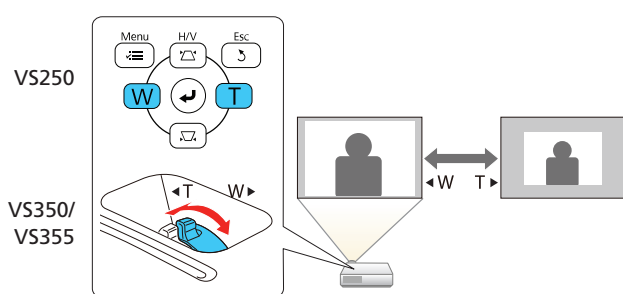 Menu H/V Esc
VS250
W T
◄T W►
VS350/
VS355
◄W T►